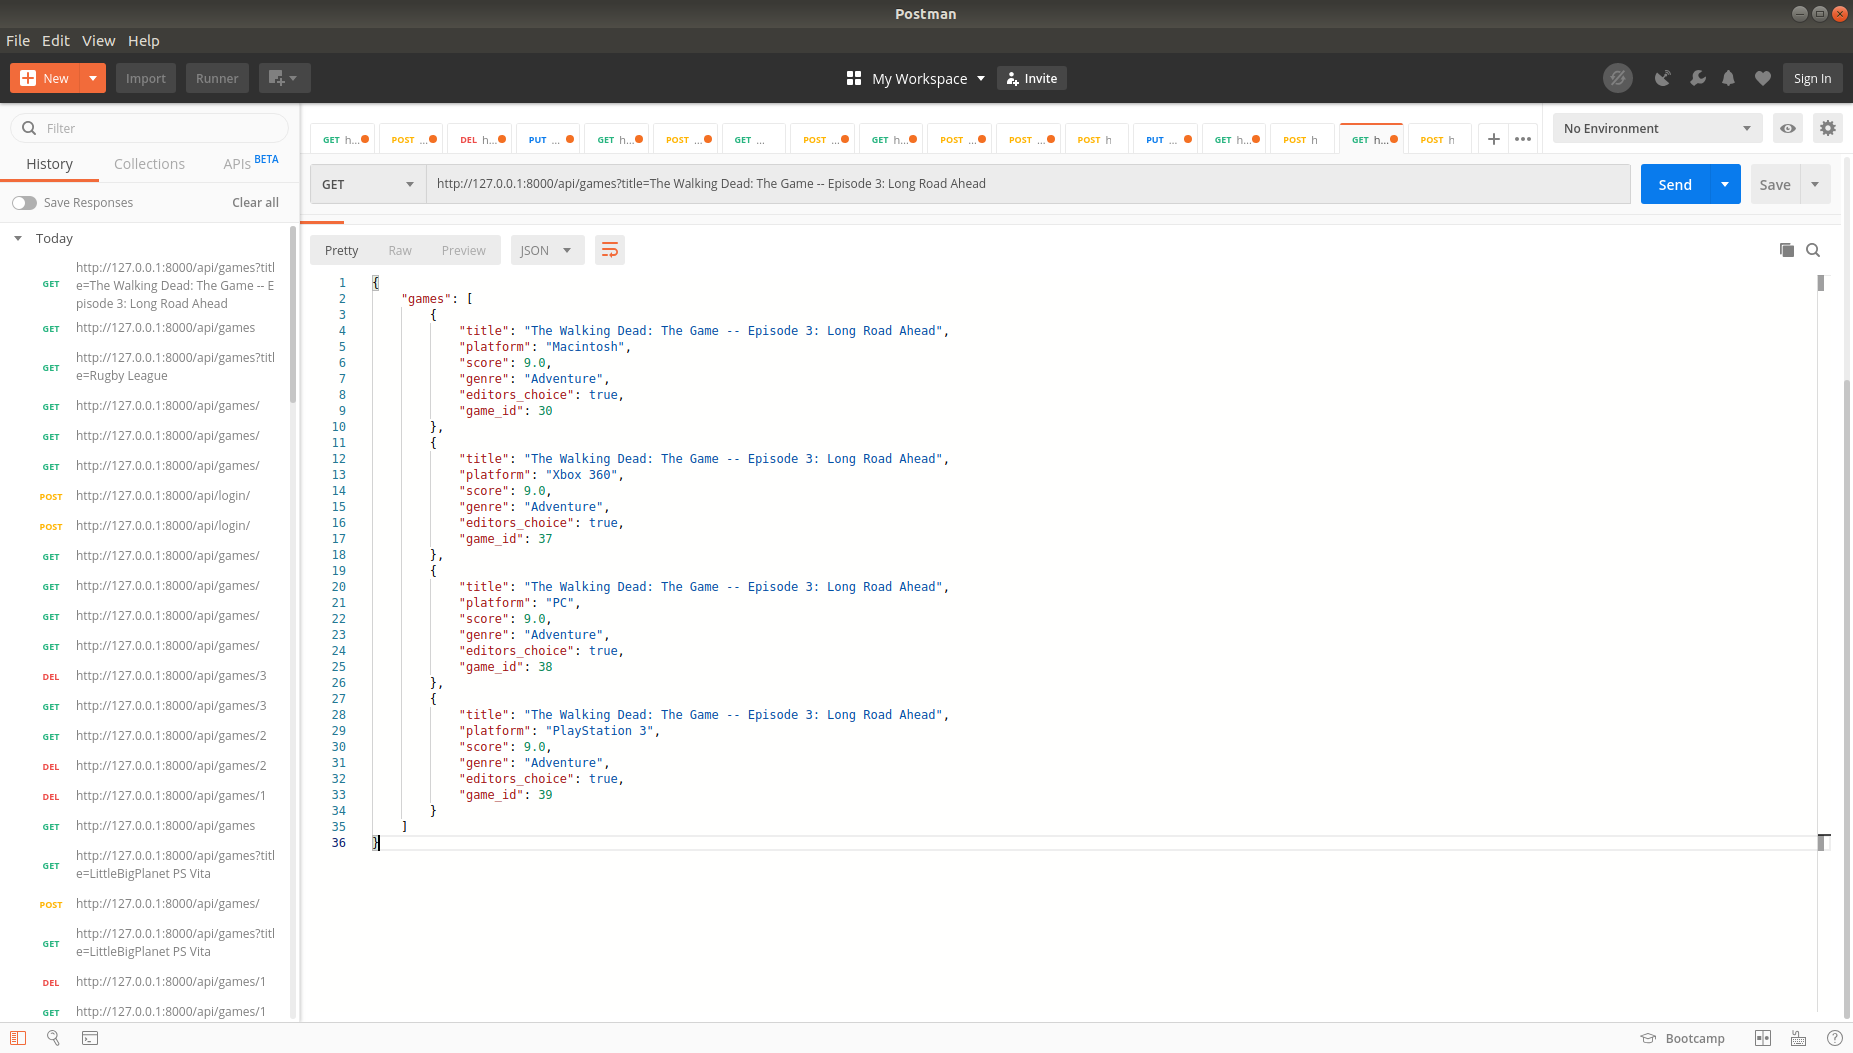 Postman
File Edit View Help
New Import Runner My Workspace Invite Sign In
Filter
History Collections APIs BETA
Save Responses Clear all
Today
GET http://127.0.0.1:8000/api/games?titl
e=The Walking Dead: The Game -- E
pisode 3: Long Road Ahead
GET http://127.0.0.1:8000/api/games
GET http://127.0.0.1:8000/api/games?titl
e=Rugby League
GET http://127.0.0.1:8000/api/games/
GET http://127.0.0.1:8000/api/games/
GET http://127.0.0.1:8000/api/games/
POST http://127.0.0.1:8000/api/login/
POST http://127.0.0.1:8000/api/login/
GET http://127.0.0.1:8000/api/games/
GET http://127.0.0.1:8000/api/games/
GET http://127.0.0.1:8000/api/games/
GET http://127.0.0.1:8000/api/games/
DEL http://127.0.0.1:8000/api/games/3
GET http://127.0.0.1:8000/api/games/3
GET http://127.0.0.1:8000/api/games/2
DEL http://127.0.0.1:8000/api/games/2
DEL http://127.0.0.1:8000/api/games/1
GET http://127.0.0.1:8000/api/games
GET http://127.0.0.1:8000/api/games?titl
e=LittleBigPlanet PS Vita
POST http://127.0.0.1:8000/api/games/
GET http://127.0.0.1:8000/api/games?titl
e=LittleBigPlanet PS Vita
DEL http://127.0.0.1:8000/api/games/1
GET http://127.0.0.1:8000/api/games/1
GET h... POST ... DEL h... PUT ... GET h... POST ... GET ... POST ... GET h... POST ... POST ... POST h PUT ... GET h... POST h GET h... POST h + ••• No Environment
GET http://127.0.0.1:8000/api/games?title=The Walking Dead: The Game -- Episode 3: Long Road Ahead Send Save
Pretty Raw Preview JSON
1 {
2 "games": [
3 {
4 "title": "The Walking Dead: The Game -- Episode 3: Long Road Ahead",
5 "platform": "Macintosh",
6 "score": 9.0,
7 "genre": "Adventure",
8 "editors_choice": true,
9 "game_id": 30
10 },
11 {
12 "title": "The Walking Dead: The Game -- Episode 3: Long Road Ahead",
13 "platform": "Xbox 360",
14 "score": 9.0,
15 "genre": "Adventure",
16 "editors_choice": true,
17 "game_id": 37
18 },
19 {
20 "title": "The Walking Dead: The Game -- Episode 3: Long Road Ahead",
21 "platform": "PC",
22 "score": 9.0,
23 "genre": "Adventure",
24 "editors_choice": true,
25 "game_id": 38
26 },
27 {
28 "title": "The Walking Dead: The Game -- Episode 3: Long Road Ahead",
29 "platform": "PlayStation 3",
30 "score": 9.0,
31 "genre": "Adventure",
32 "editors_choice": true,
33 "game_id": 39
34 }
35 ]
36 }
Bootcamp